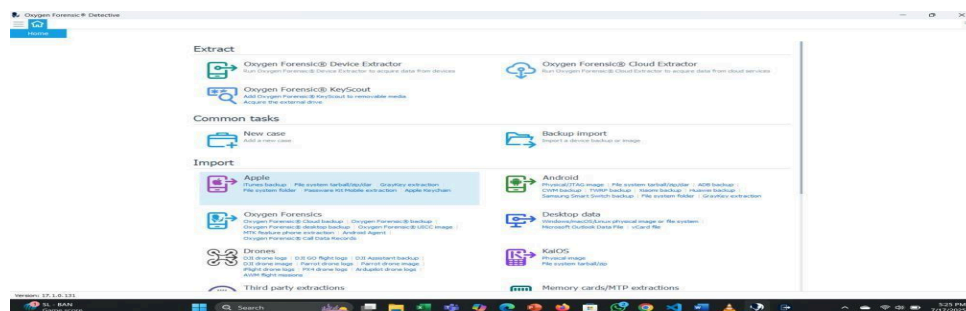 Oxygen Forensic® Detective
Home
Extract
Oxygen Forensic® Device Extractor
Run Oxygen Forensic® Device Extractor to acquire data from devices
Oxygen Forensic® Cloud Extractor
Run Oxygen Forensic® Cloud Extractor to acquire data from cloud services
Oxygen Forensic® KeyScout
Add Oxygen Forensic® KeyScout to removable media
Acquire the external drive
Common tasks
New case
Add a new case
Backup import
Import a device backup or image
Import
Apple
iTunes backup | File system tarball/zip/dar | GrayKey extraction
File system folder | Passware Kit Mobile extraction | Apple Keychain
Android
Physical/JTAG image | File system tarball/zip/dar | ADB backup
CWM backup | TWRP backup | Xiaomi backup | Huawei backup
Samsung Smart Switch backup | File system folder | GrayKey extraction
Oxygen Forensics
Oxygen Forensic® Cloud backup | Oxygen Forensic® backup
Oxygen Forensic® desktop backup | Oxygen Forensic® UICC image
MTK feature phone extraction | Android Agent
Oxygen Forensic® Call Data Records
Desktop data
Windows/macOS/Linux physical image or file system
Microsoft Outlook Data File | vCard file
Drones
DJI drone logs | DJI GO flight logs | DJI Assistant backup
DJI drone image | Parrot drone logs | Parrot drone image
Plight drone logs | PX4 drone logs | Ardupilot drone logs
AWM flight missions
KaiOS
Physical image
File system tarball/zip
Third party extractions
Memory cards/MTP extractions
Version: 17.1.0.131
SL - BAN
Game score
Search
5:25 PM
7/17/2025